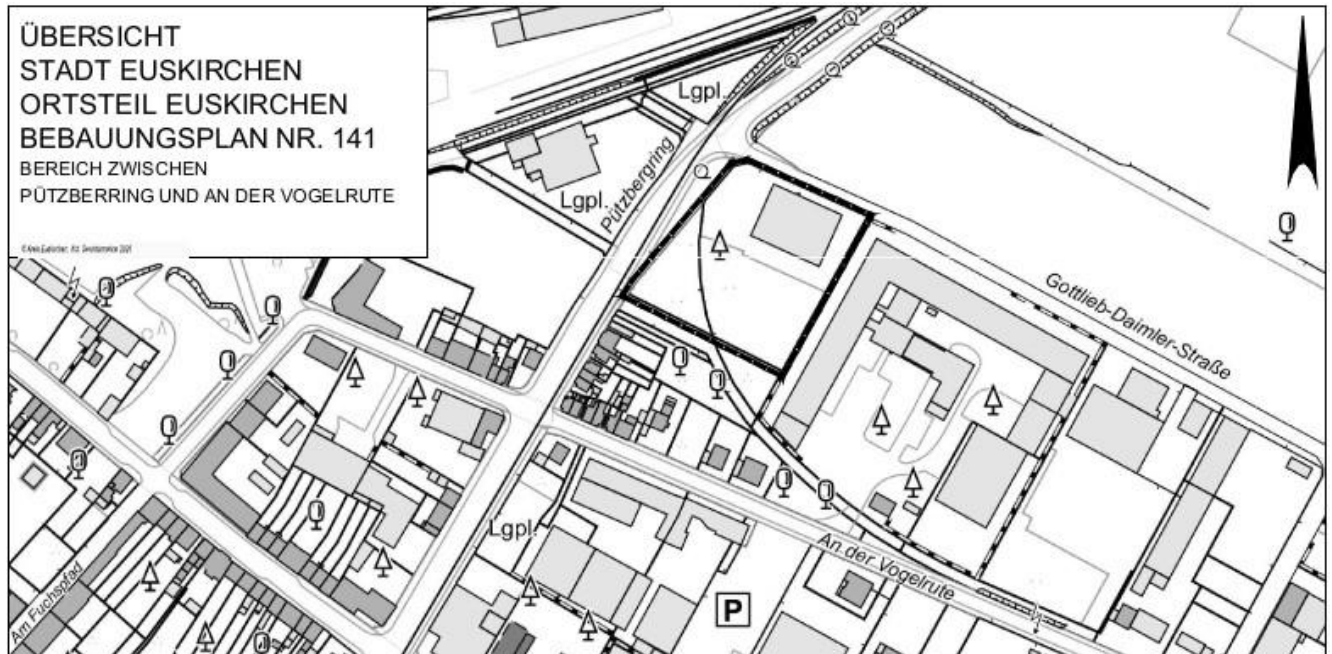 ÜBERSICHT
STADT EUSKIRCHEN
ORTSTEIL EUSKIRCHEN
BEBAUUNGSPLAN NR. 141
BEREICH ZWISCHEN
PÜTZBERRING UND AN DER VOGELRUTE
Lgpl.
Lgpl.
Pützbergring
Gottlieb-Daimler-Straße
Lgpl.
An der Vogelrute
Am Fuchspfad
P